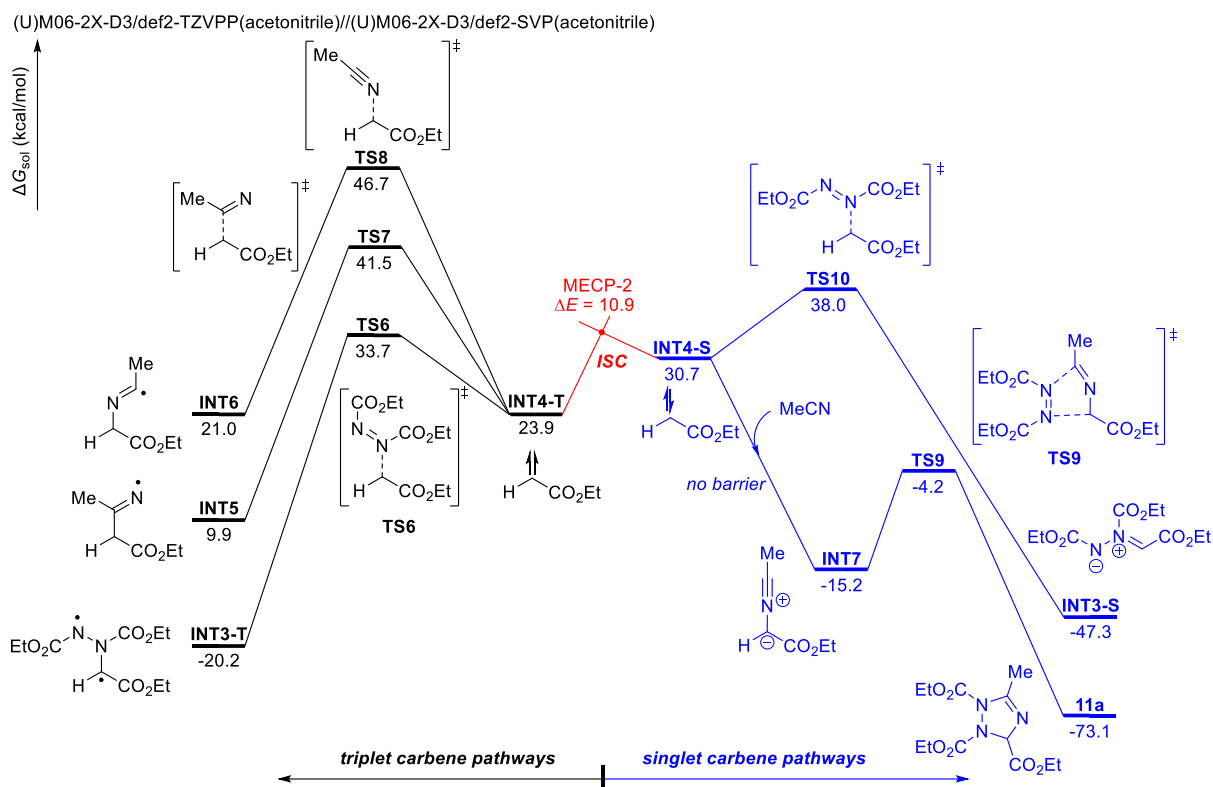 (U)M06-2X-D3/def2-TZVPP(acetonitrile)//(U)M06-2X-D3/def2-SVP(acetonitrile)
ΔGsol (kcal/mol)
Me
N
H
CO2Et
‡
TS8
46.7
Me
N
H
CO2Et
‡
TS7
41.5
TS6
33.7
CO2Et
N
N
CO2Et
H
CO2Et
‡
TS6
Me
N
H
CO2Et
INT6
21.0
Me
N
H
CO2Et
INT5
9.9
EtO2C
N
N
CO2Et
H
CO2Et
INT3-T
-20.2
INT4-T
23.9
H
CO2Et
MECP-2
ΔE = 10.9
ISC
INT4-S
30.7
H
CO2Et
MeCN
no barrier
EtO2C
N
N
CO2Et
H
CO2Et
‡
TS10
38.0
Me
EtO2C
N
N
N
EtO2C
CO2Et
‡
TS9
TS9
-4.2
INT7
-15.2
Me
N
⊕
H
⊖
CO2Et
CO2Et
EtO2C
N
N
⊕
⊖
CO2Et
INT3-S
-47.3
Me
EtO2C
N
N
N
EtO2C
CO2Et
11a
-73.1
triplet carbene pathways
singlet carbene pathways